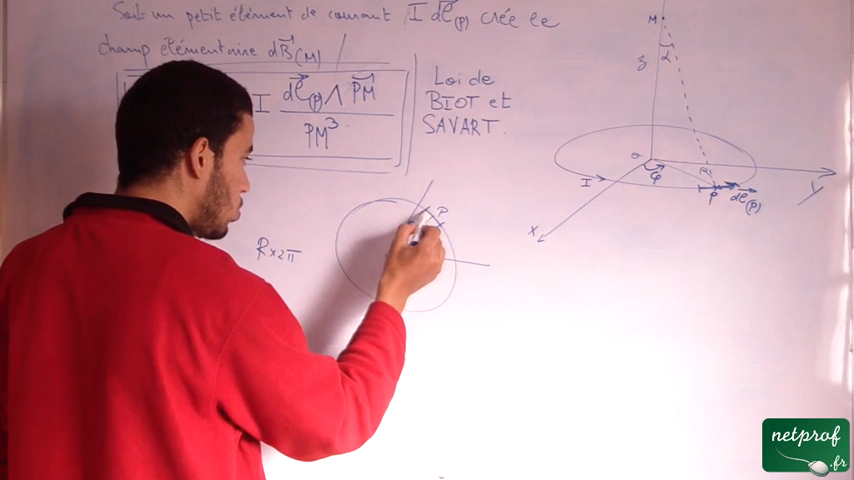 Soit un petit élément de courant I dl(P) crée le
champ élémentaire dB(M)
I dl(P) ∧ PM
PM³
Loi de
BIOT et
SAVART.
R×2π
P
M
z
α
O
φ
R
I
P
dl(P)
x
y
netprof
.fr